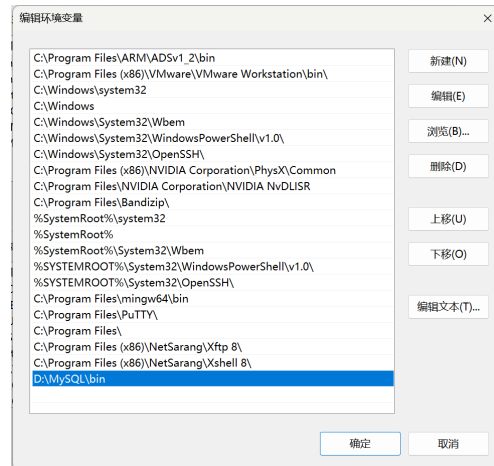 编辑环境变量
C:\Program Files\ARM\ADSv1_2\bin
C:\Program Files (x86)\VMware\VMware Workstation\bin\
C:\Windows\system32
C:\Windows
C:\Windows\System32\Wbem
C:\Windows\System32\WindowsPowerShell\v1.0\
C:\Windows\System32\OpenSSH\
C:\Program Files (x86)\NVIDIA Corporation\PhysX\Common
C:\Program Files\NVIDIA Corporation\NVIDIA NvDLISR
C:\Program Files\Bandizip\
%SystemRoot%\system32
%SystemRoot%
%SystemRoot%\System32\Wbem
%SYSTEMROOT%\System32\WindowsPowerShell\v1.0\
%SYSTEMROOT%\System32\OpenSSH\
C:\Program Files\mingw64\bin
C:\Program Files\PuTTY\
C:\Program Files\
C:\Program Files (x86)\NetSarang\Xftp 8\
C:\Program Files (x86)\NetSarang\Xshell 8\
D:\MySQL\bin
新建(N)
编辑(E)
浏览(B)...
删除(D)
上移(U)
下移(O)
编辑文本(T)...
确定
取消